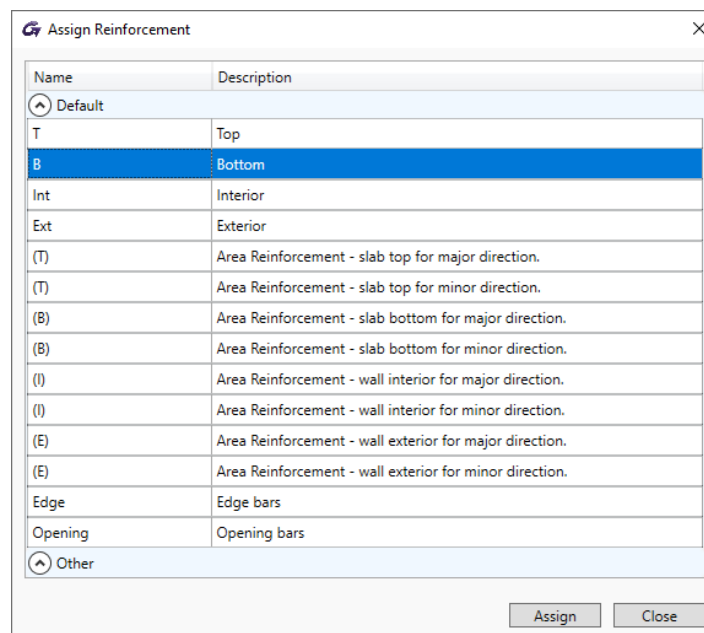 Assign Reinforcement
Name Description
Default
T Top
B Bottom
Int Interior
Ext Exterior
(T) Area Reinforcement - slab top for major direction.
(T) Area Reinforcement - slab top for minor direction.
(B) Area Reinforcement - slab bottom for major direction.
(B) Area Reinforcement - slab bottom for minor direction.
(I) Area Reinforcement - wall interior for major direction.
(I) Area Reinforcement - wall interior for minor direction.
(E) Area Reinforcement - wall exterior for major direction.
(E) Area Reinforcement - wall exterior for minor direction.
Edge Edge bars
Opening Opening bars
Other
Assign Close